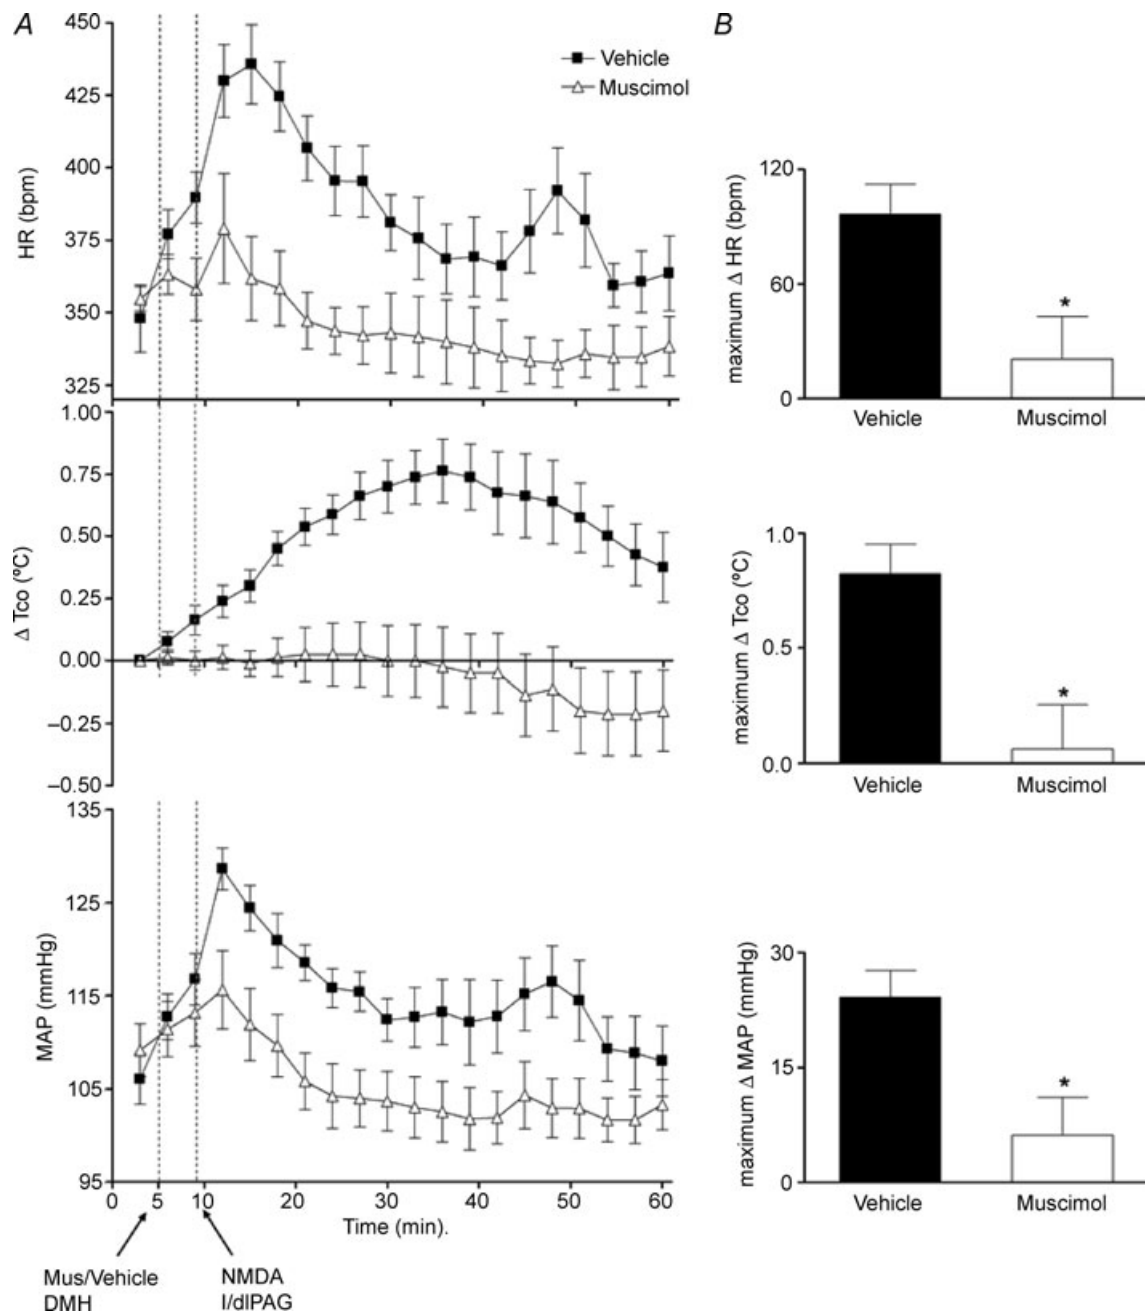 A
B
450
425
400
375
350
325
HR (bpm)
Vehicle
Muscimol
120
60
0
maximum Δ HR (bpm)
*
Vehicle
Muscimol
1.00
0.75
0.50
0.25
0.00
–0.25
–0.50
Δ Tco (ºC)
1.0
0.5
0.0
maximum Δ Tco (ºC)
*
Vehicle
Muscimol
135
125
115
105
95
MAP (mmHg)
0 5 10 20 30 40 50 60
Time (min).
Mus/Vehicle
DMH
NMDA
l/dlPAG
30
15
0
maximum Δ MAP (mmHg)
*
Vehicle
Muscimol